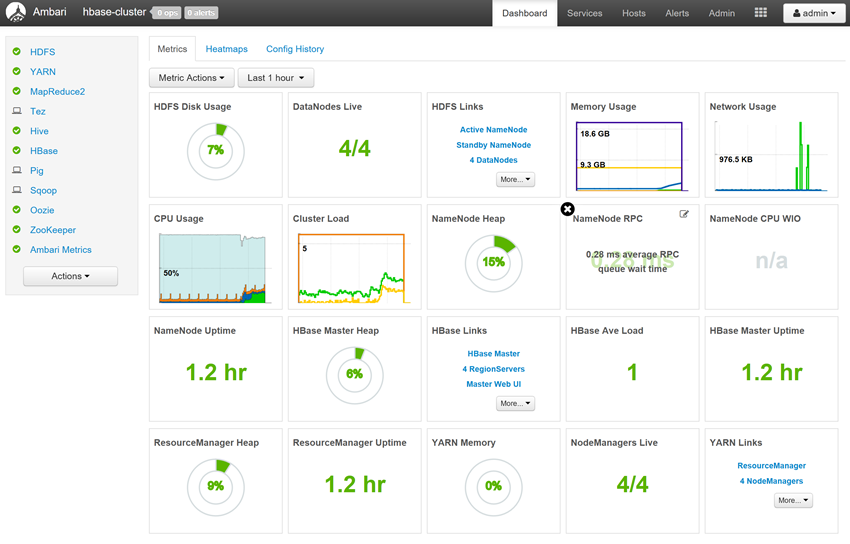 Ambari
hbase-cluster
0 ops
0 alerts
Dashboard
Services
Hosts
Alerts
Admin
admin
HDFS
YARN
MapReduce2
Tez
Hive
HBase
Pig
Sqoop
Oozie
ZooKeeper
Ambari Metrics
Actions
Metrics
Heatmaps
Config History
Metric Actions
Last 1 hour
HDFS Disk Usage
7%
DataNodes Live
4/4
HDFS Links
Active NameNode
Standby NameNode
4 DataNodes
More...
Memory Usage
18.6 GB
9.3 GB
Network Usage
976.5 KB
CPU Usage
50%
Cluster Load
5
NameNode Heap
15%
NameNode RPC
0.28 ms
0.28 ms average RPC
queue wait time
NameNode CPU WIO
n/a
NameNode Uptime
1.2 hr
HBase Master Heap
6%
HBase Links
HBase Master
4 RegionServers
Master Web UI
More...
HBase Ave Load
1
HBase Master Uptime
1.2 hr
ResourceManager Heap
9%
ResourceManager Uptime
1.2 hr
YARN Memory
0%
NodeManagers Live
4/4
YARN Links
ResourceManager
4 NodeManagers
More...